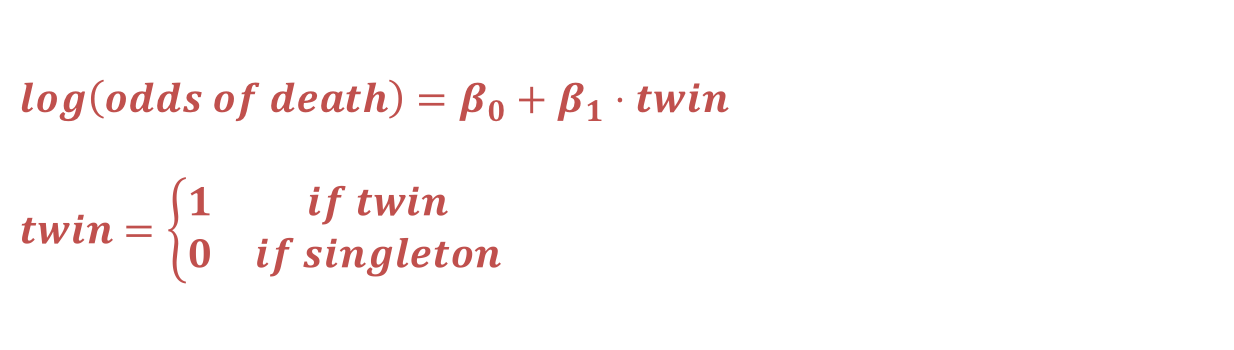 log(odds of death) = β₀ + β₁ · twin
twin = {1 if twin
0 if singleton